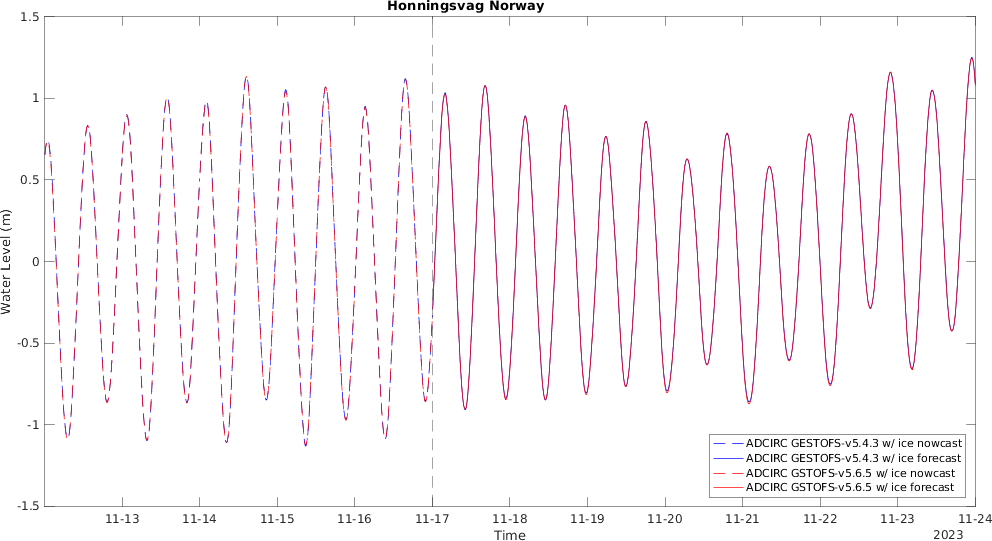 Honningsvag Norway
1.5
1
0.5
0
-0.5
-1
-1.5
Water Level (m)
11-13 11-14 11-15 11-16 11-17 11-18 11-19 11-20 11-21 11-22 11-23 11-24
Time
2023
ADCIRC GESTOFS-v5.4.3 w/ ice nowcast
ADCIRC GESTOFS-v5.4.3 w/ ice forecast
ADCIRC GSTOFS-v5.6.5 w/ ice nowcast
ADCIRC GSTOFS-v5.6.5 w/ ice forecast